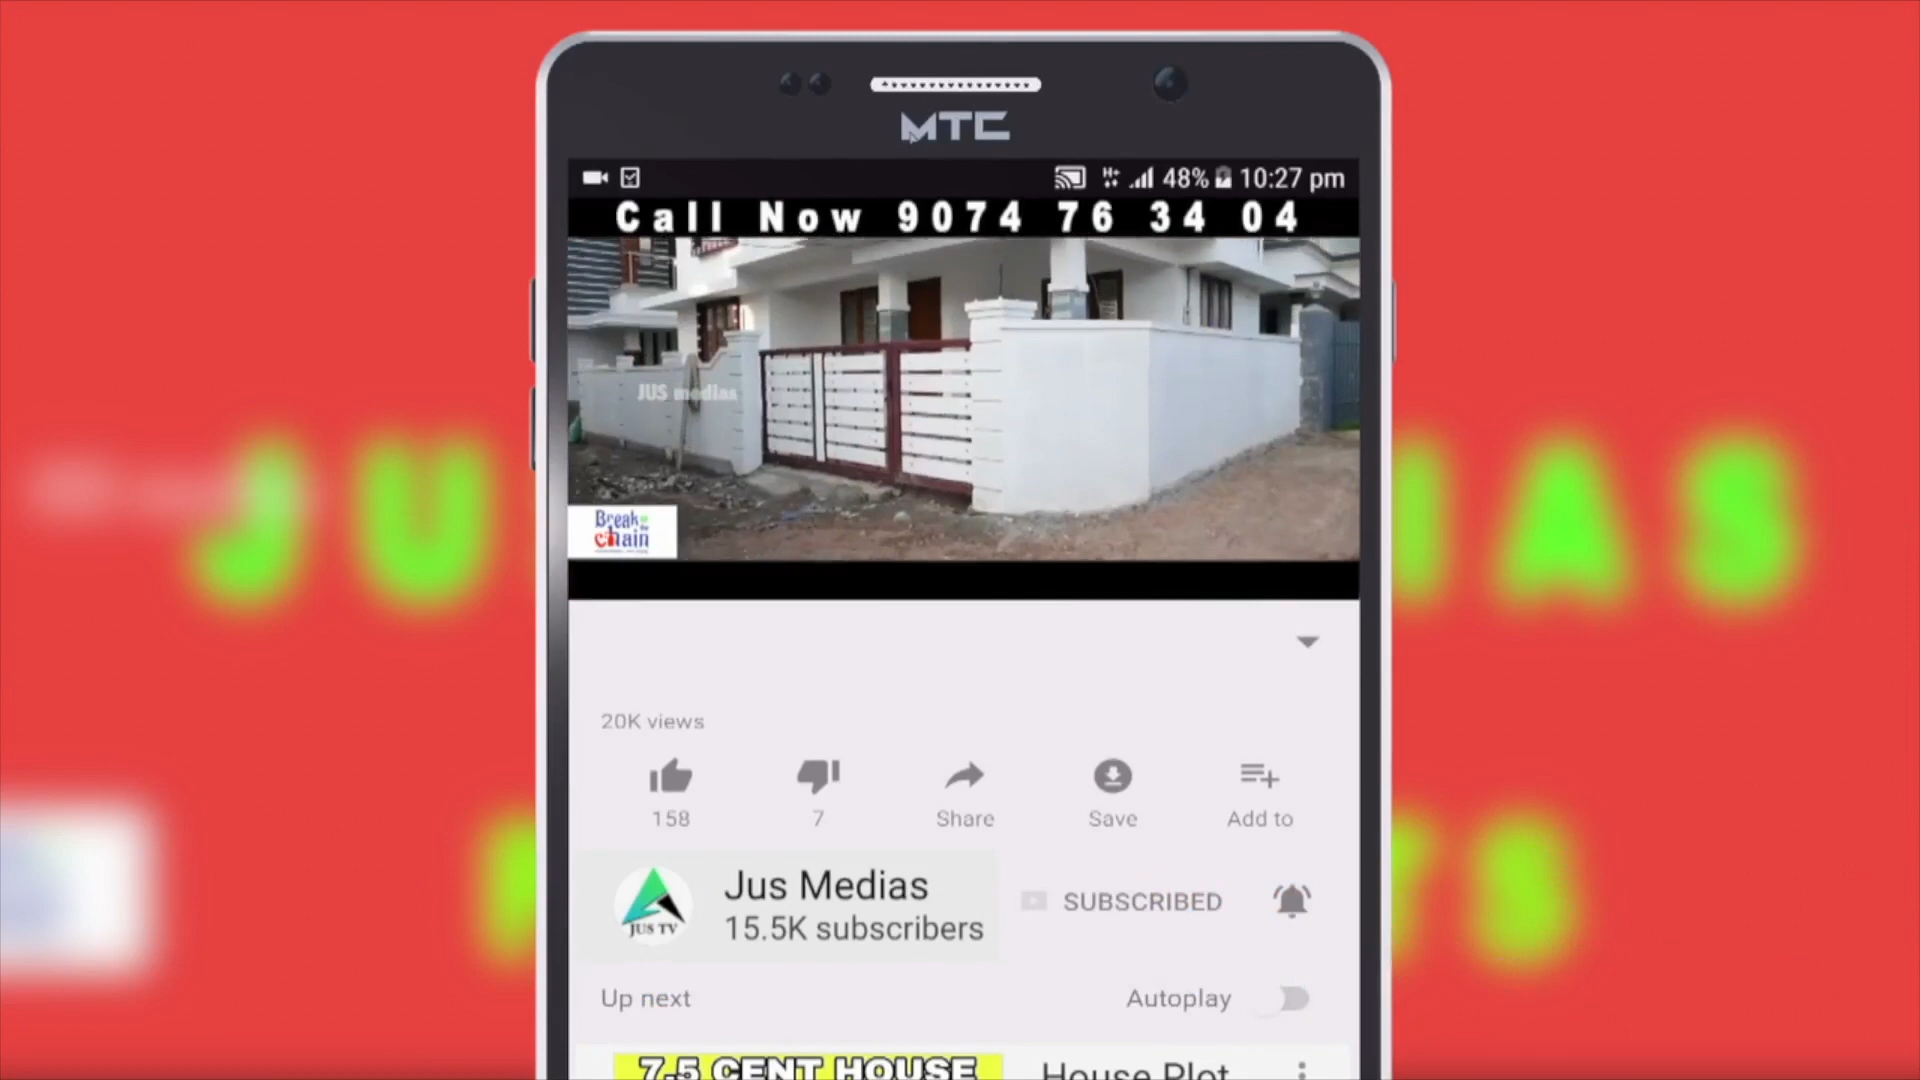 MTC
48% 10:27 pm
Call Now 9074 76 34 04
JUS medias
Break the
chain
20K views
158
7
Share
Save
Add to
Jus Medias
15.5K subscribers
JUS TV
SUBSCRIBED
Up next
Autoplay
7.5 CENT HOUSE
House Plot
JU
IAS